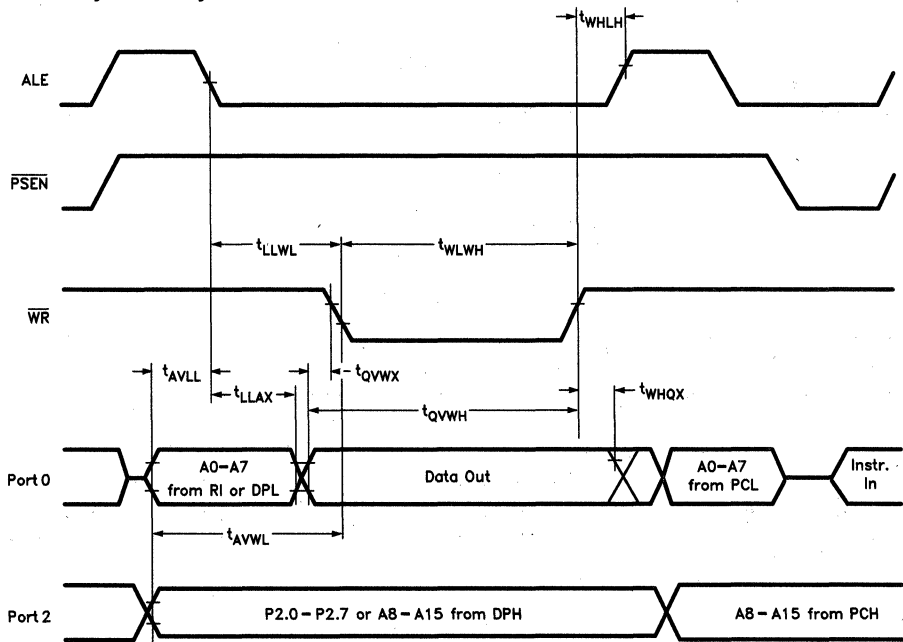 tWHLH
ALE
PSEN
tLLWL
tWLWH
WR
tAVLL
tQVWX
tLLAX
tWHQX
tQVWH
Port 0
A0–A7
from RI or DPL
Data Out
A0–A7
from PCL
Instr.
In
tAVWL
Port 2
P2.0–P2.7 or A8–A15 from DPH
A8–A15 from PCH